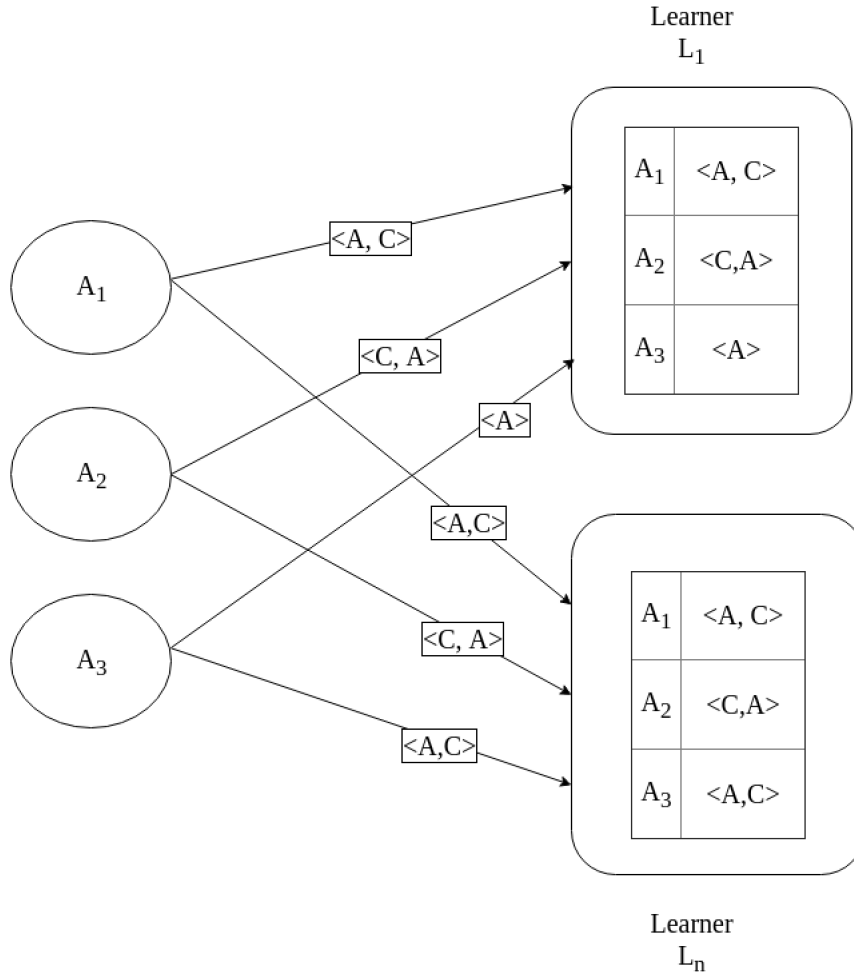 Learner
L1
A1 <A, C>
<A, C>
A2 <C,A>
A1
<C, A>
A3 <A>
<A>
A2
<A,C>
A1 <A, C>
<C, A>
A3
A2 <C,A>
<A,C>
A3 <A,C>
Learner
Ln